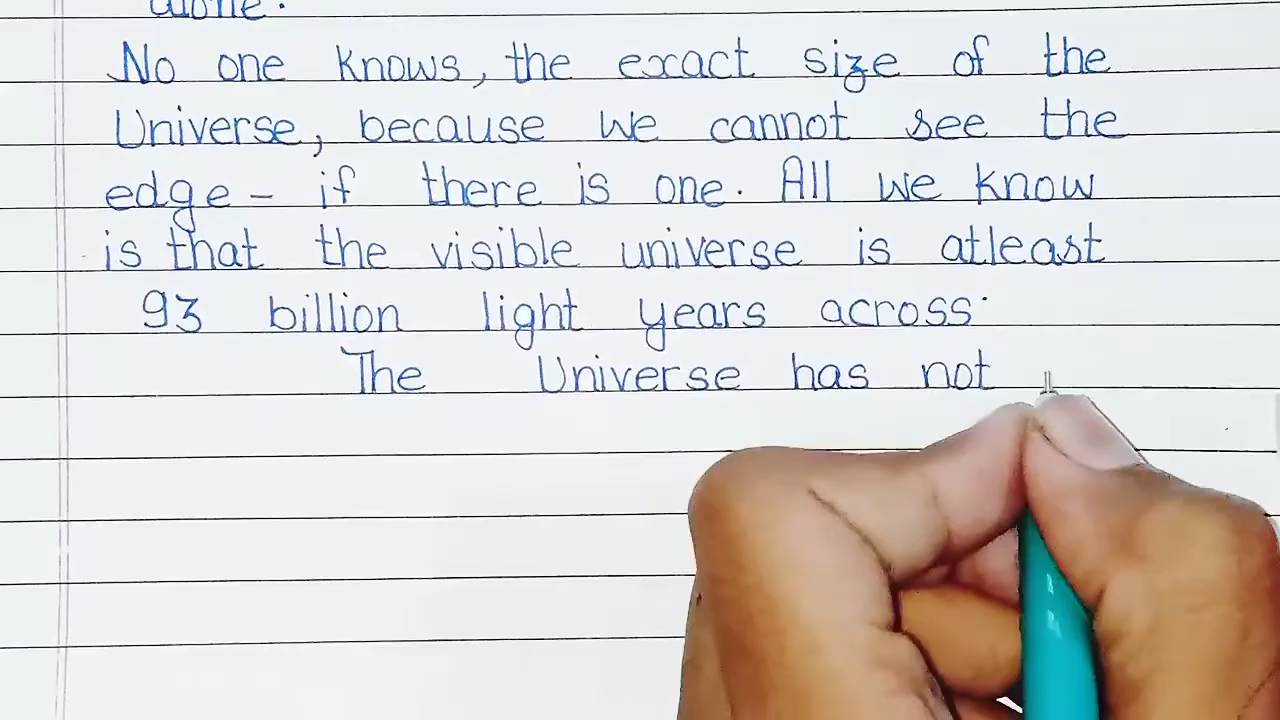 alone.
No one knows, the exact size of the
Universe, because we cannot see the
edge - if there is one. All we know
is that the visible universe is atleast
93 billion light years across.
The Universe has not